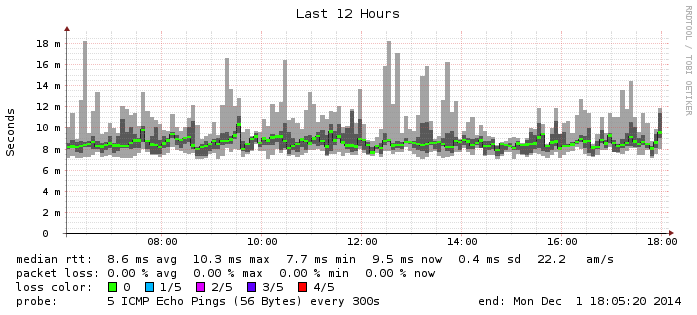 Last 12 Hours
RRDTOOL / TOBI OETIKER
Seconds
18 m
16 m
14 m
12 m
10 m
8 m
6 m
4 m
2 m
0
08:00 10:00 12:00 14:00 16:00 18:00
median rtt: 8.6 ms avg 10.3 ms max 7.7 ms min 9.5 ms now 0.4 ms sd 22.2 am/s
packet loss: 0.00 % avg 0.00 % max 0.00 % min 0.00 % now
loss color: 0 1/5 2/5 3/5 4/5
probe: 5 ICMP Echo Pings (56 Bytes) every 300s end: Mon Dec 1 18:05:20 2014